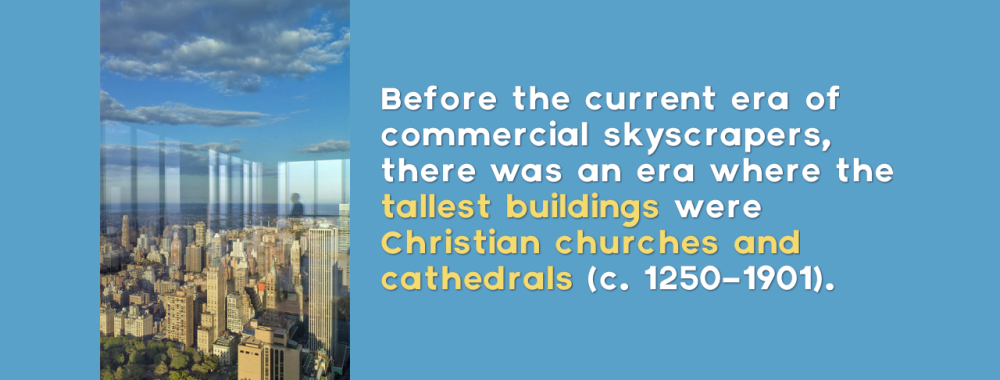 Before the current era of
commercial skyscrapers,
there was an era where the
tallest buildings were
Christian churches and
cathedrals (c. 1250–1901).